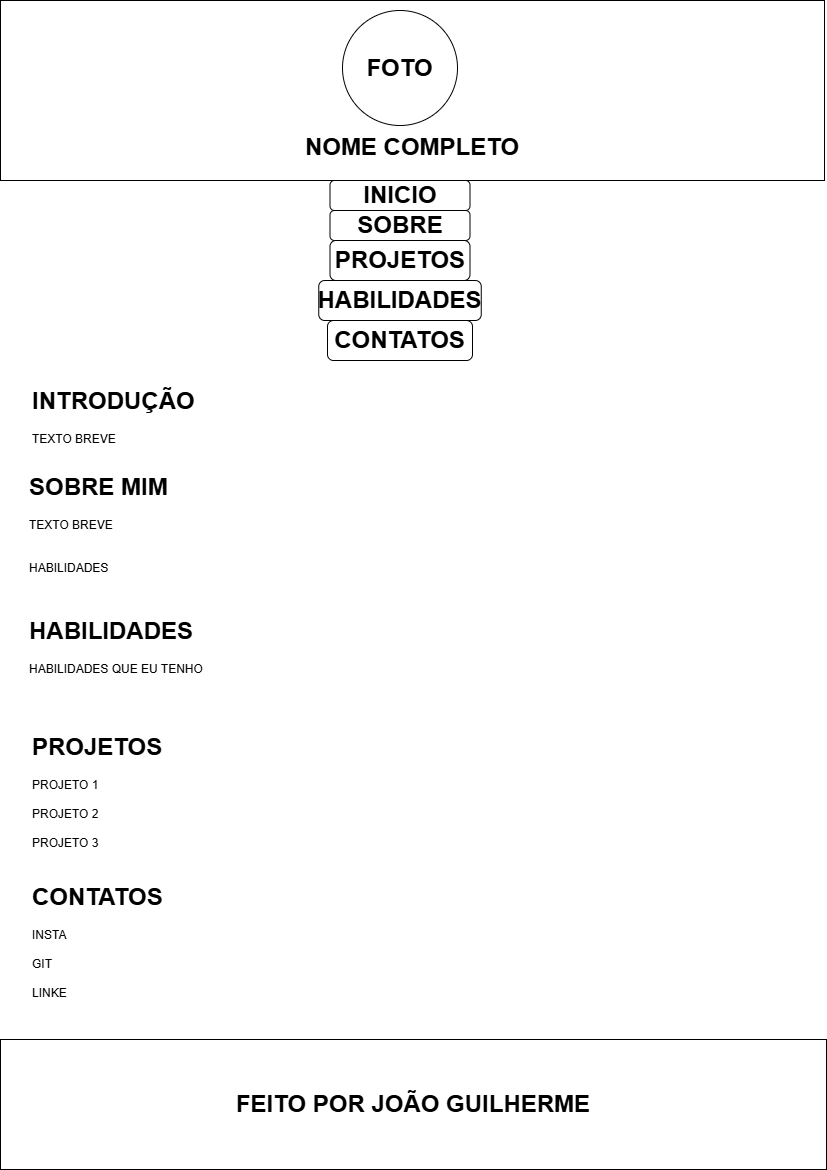 FOTO
NOME COMPLETO
INICIO
SOBRE
PROJETOS
HABILIDADES
CONTATOS
INTRODUÇÃO
TEXTO BREVE
SOBRE MIM
TEXTO BREVE
HABILIDADES
HABILIDADES
HABILIDADES QUE EU TENHO
PROJETOS
PROJETO 1
PROJETO 2
PROJETO 3
CONTATOS
INSTA
GIT
LINKE
FEITO POR JOÃO GUILHERME